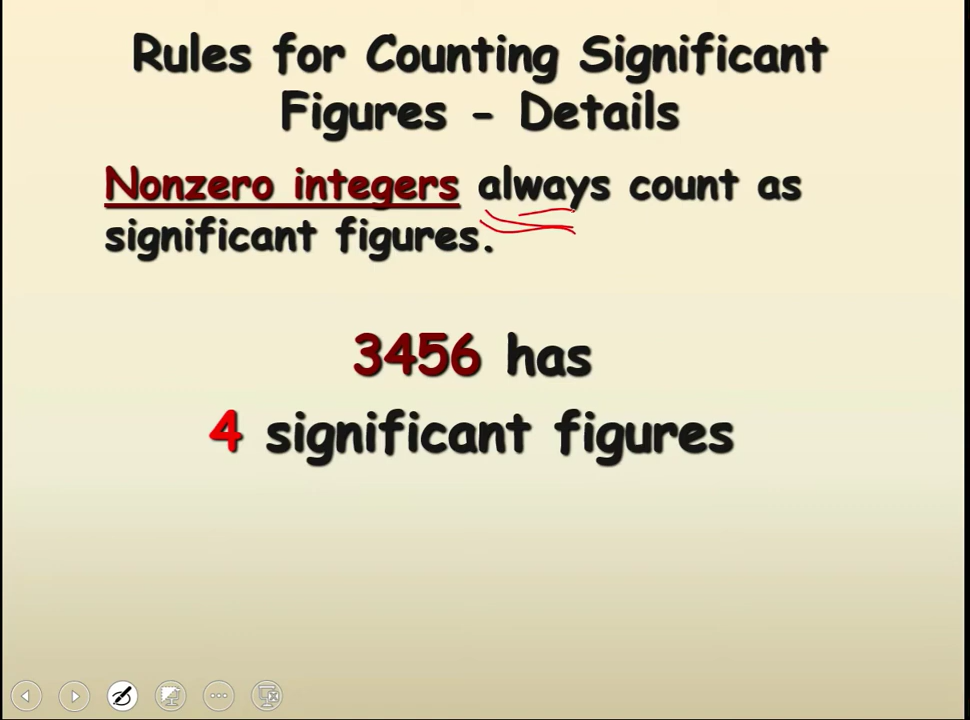 Rules for Counting Significant
Figures - Details
Nonzero integers always count as
significant figures.
3456 has
4 significant figures